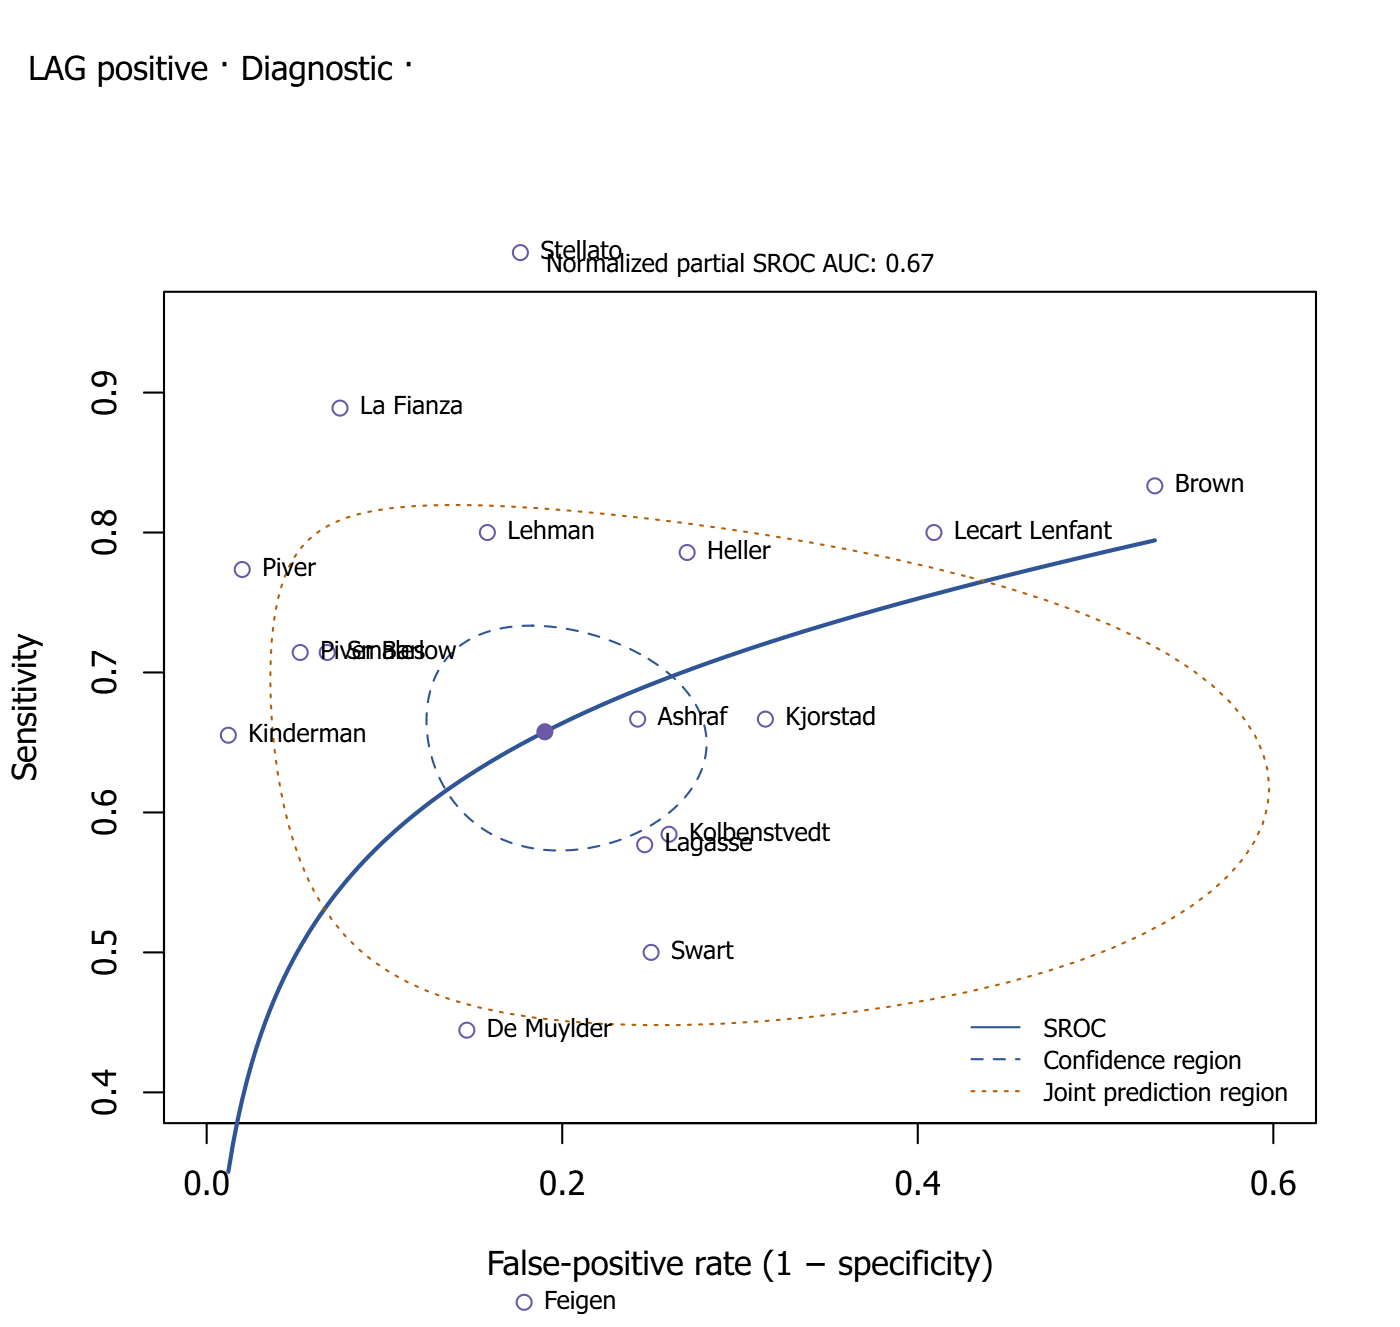 LAG positive · Diagnostic ·
Stellato
Normalized partial SROC AUC: 0.67
La Fianza
Brown
Lehman
Lecart Lenfant
Heller
Piver
Piver Barlow
Kinderman
Ashraf
Kjorstad
Kolbenstvedt
Lagasse
Swart
De Muylder
SROC
Confidence region
Joint prediction region
0.9
0.8
0.7
0.6
0.5
0.4
Sensitivity
0.0
0.2
0.4
0.6
False-positive rate (1 − specificity)
Feigen